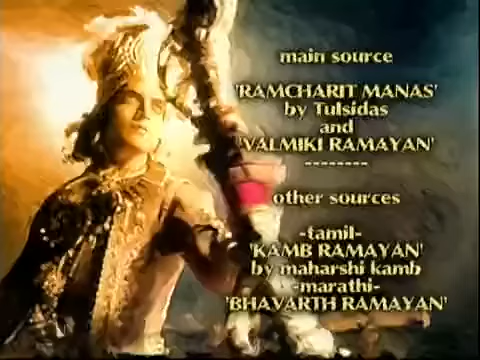 main source
'RAMCHARIT MANAS'
by Tulsidas
and
'VALMIKI RAMAYAN'
--------
other sources
-tamil-
'KAMB RAMAYAN'
by maharshi kamb
-marathi-
'BHAVARTH RAMAYAN'